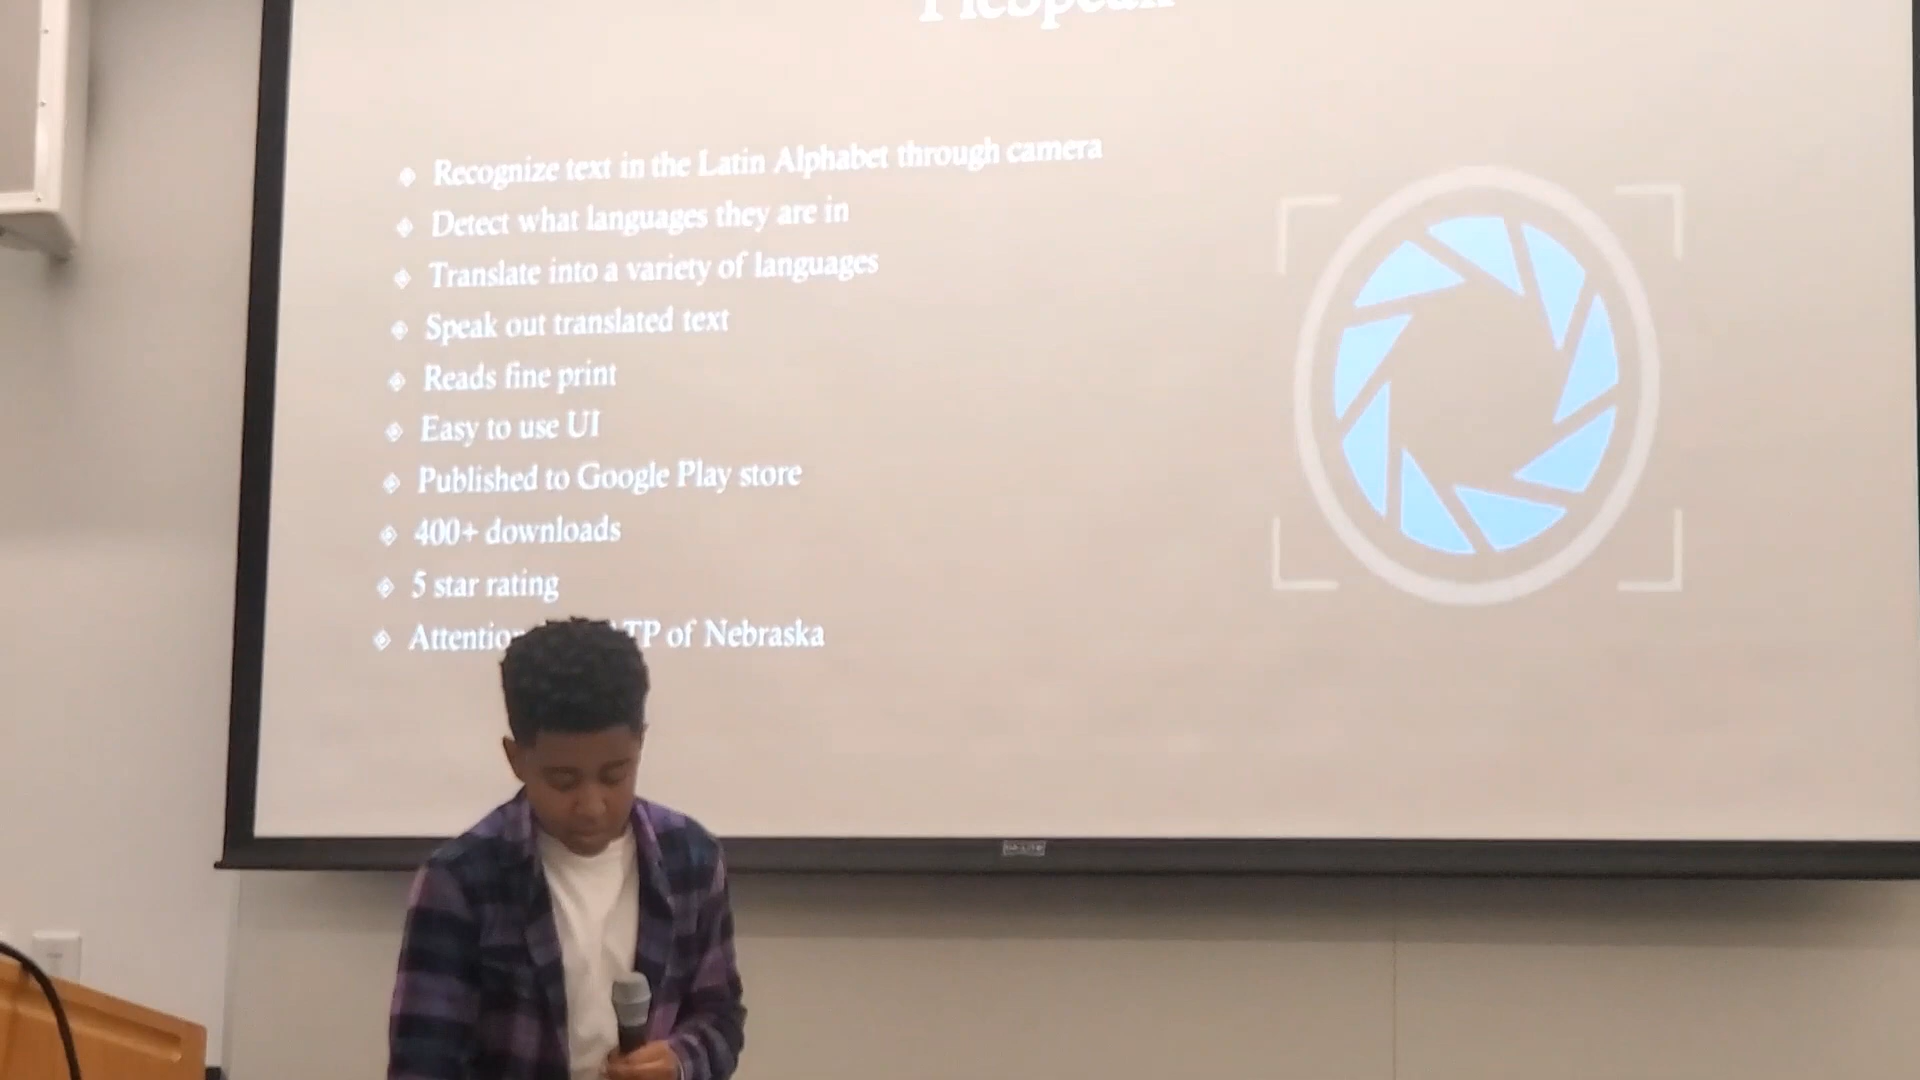 PicSpeak
Recognize text in the Latin Alphabet through camera
Detect what languages they are in
Translate into a variety of languages
Speak out translated text
Reads fine print
Easy to use UI
Published to Google Play store
400+ downloads
5 star rating
of Nebraska